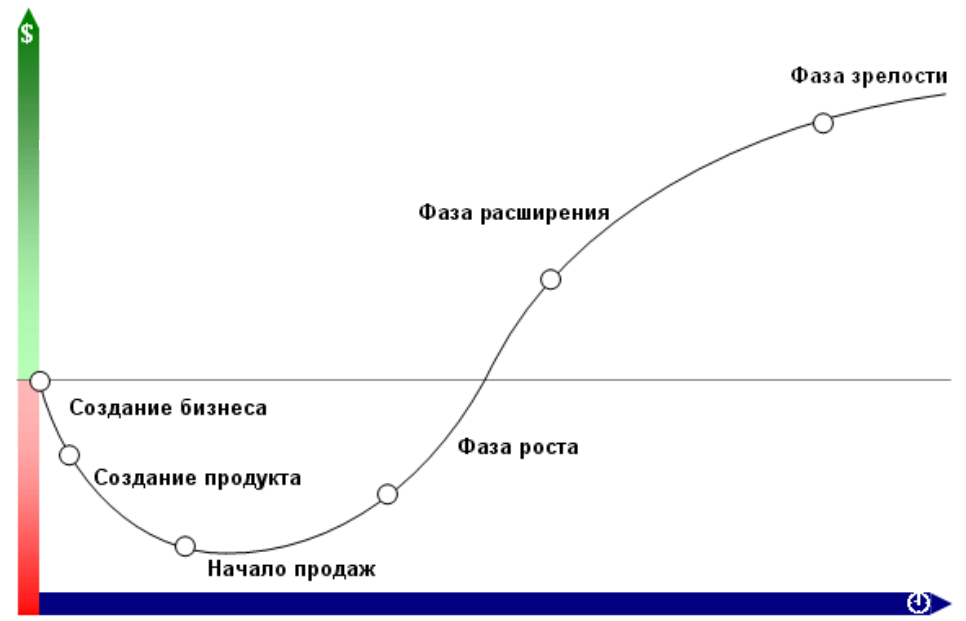 $
Фаза зрелости
Фаза расширения
Создание бизнеса
Фаза роста
Создание продукта
Начало продаж